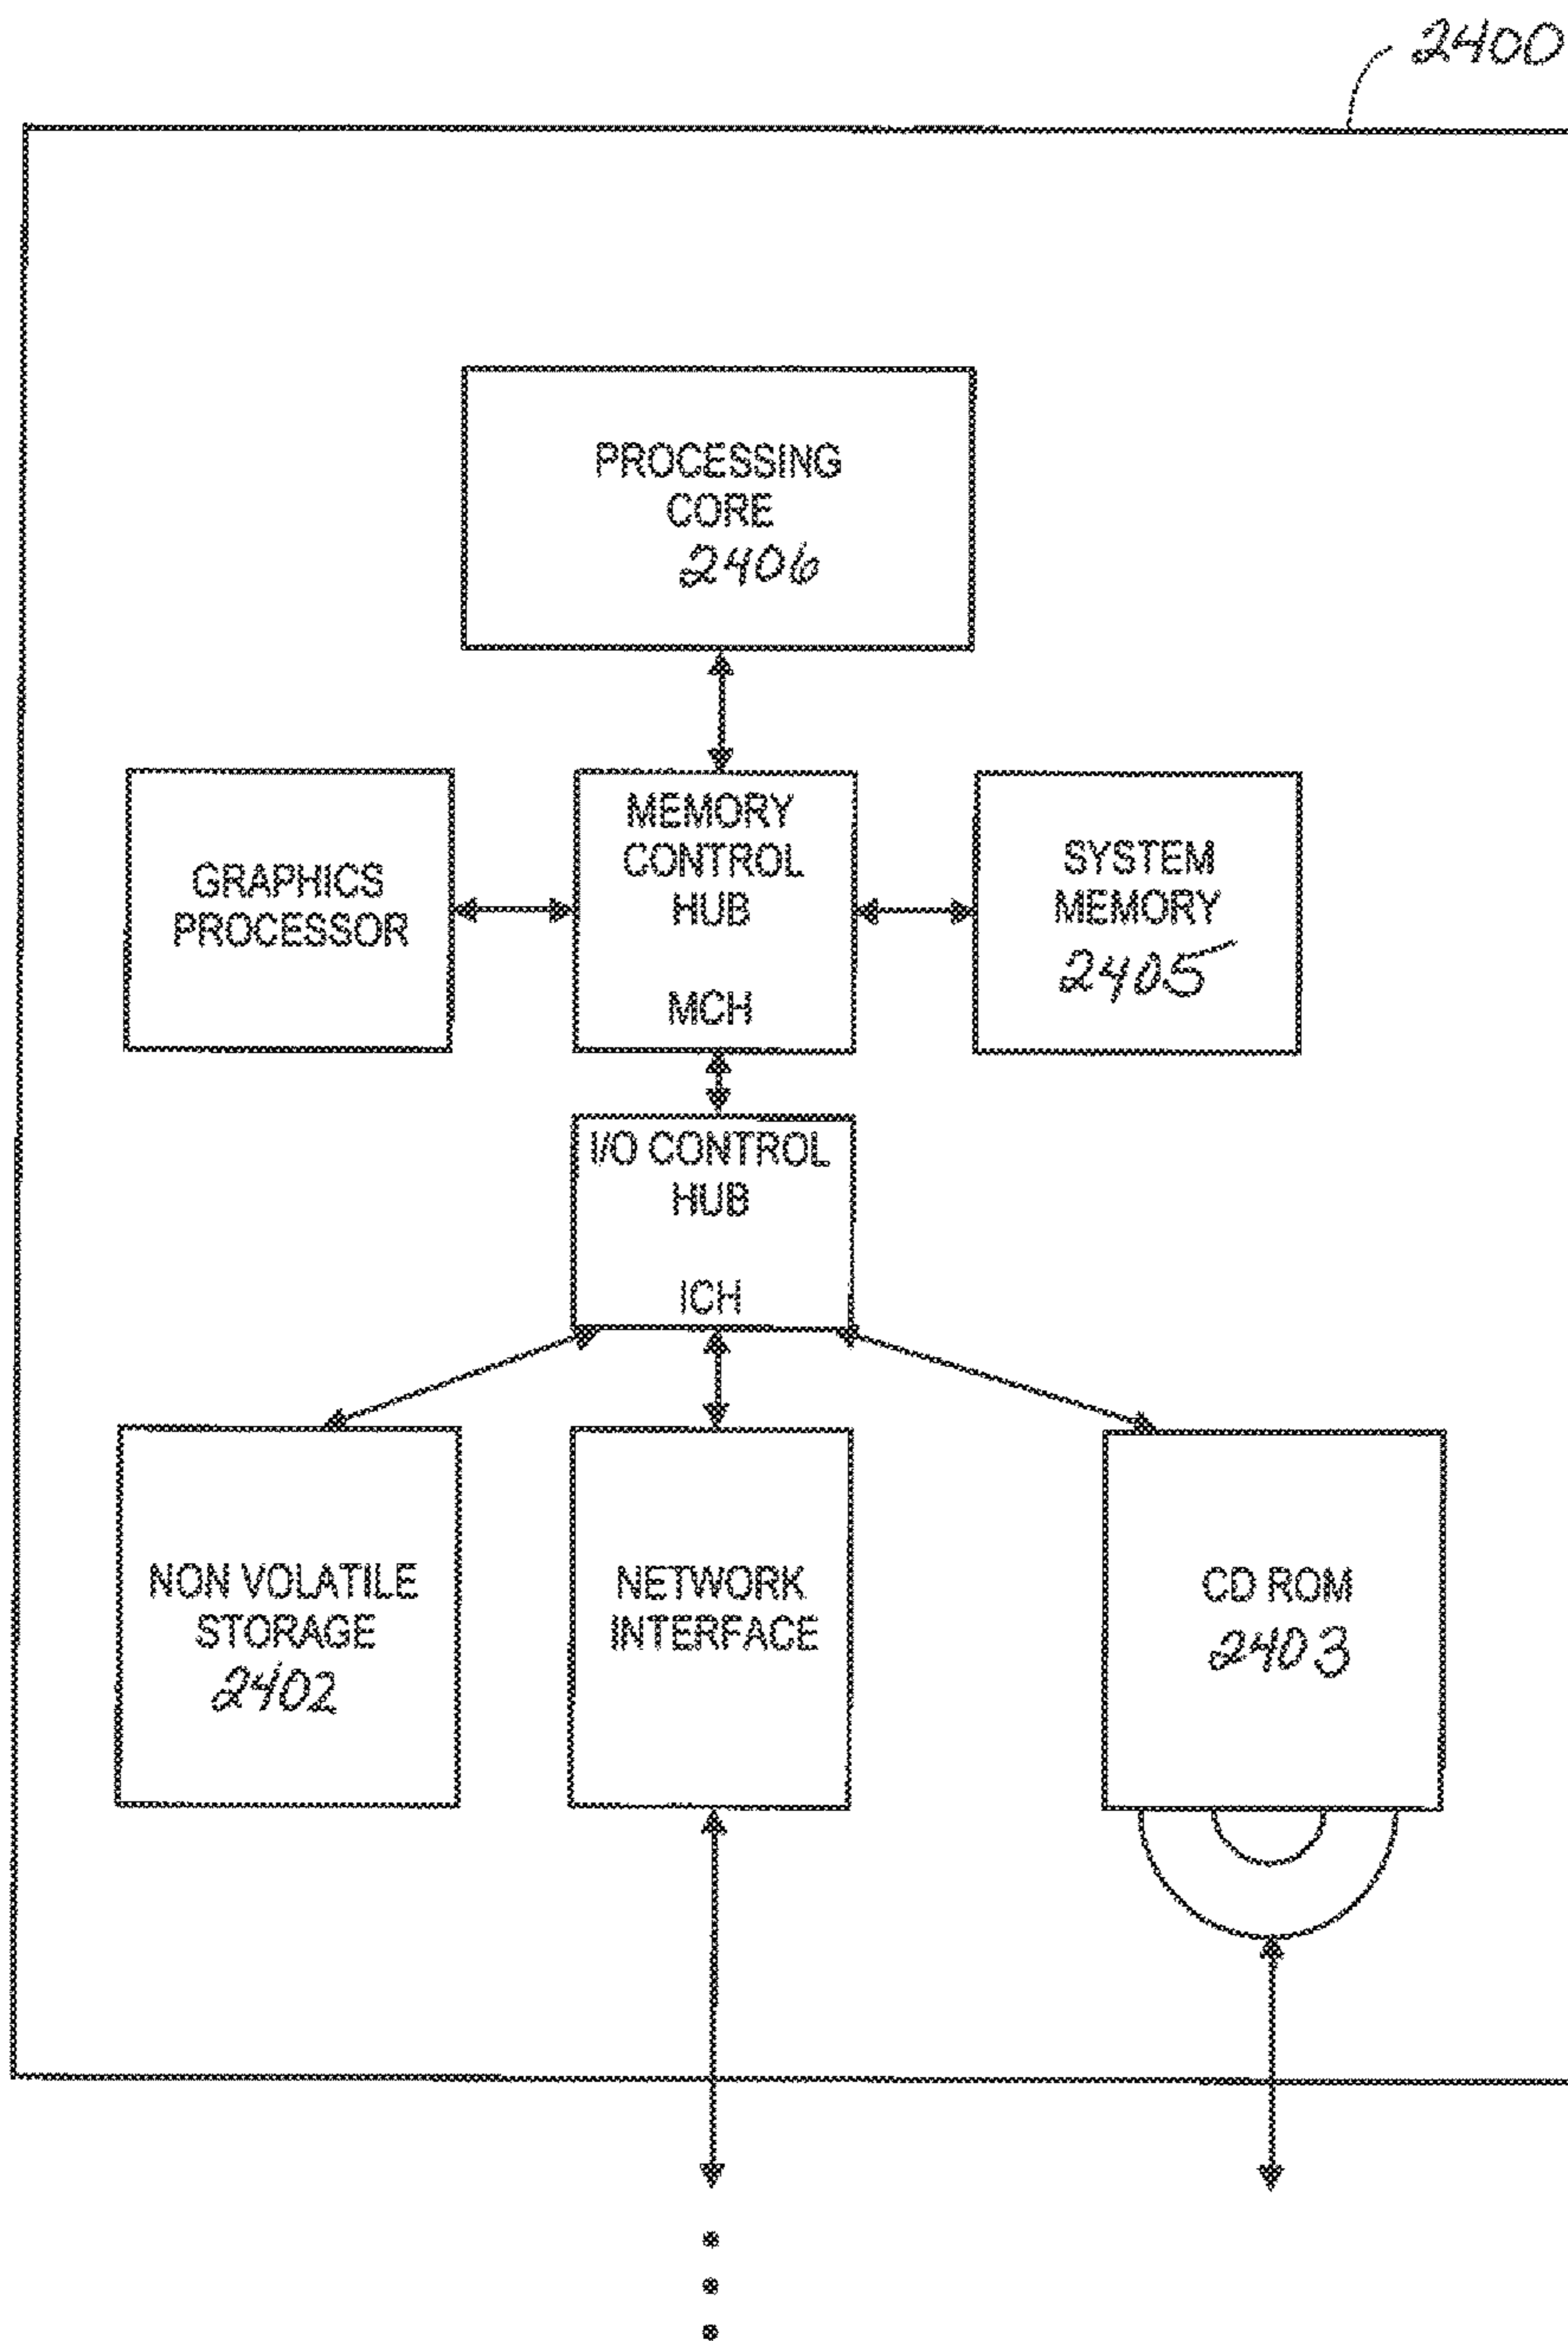 2400
PROCESSING
CORE
2406
GRAPHICS
PROCESSOR
MEMORY
CONTROL
HUB
MCH
SYSTEM
MEMORY
2405
I/O CONTROL
HUB
ICH
NON VOLATILE
STORAGE
2402
NETWORK
INTERFACE
CD ROM
2403